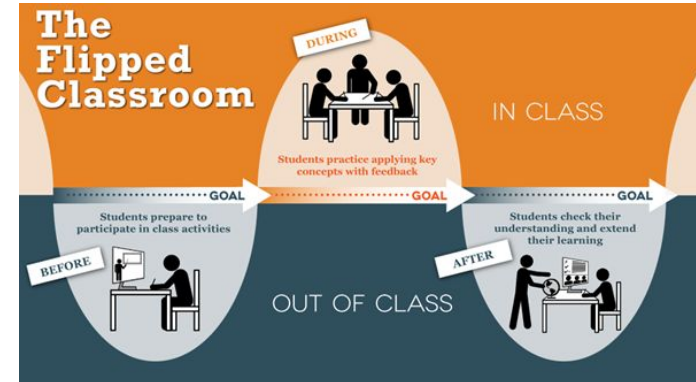 The
Flipped
Classroom
DURING
IN CLASS
Students practice applying key
concepts with feedback
GOAL
GOAL
GOAL
Students prepare to
participate in class activities
BEFORE
Students check their
understanding and extend
their learning
AFTER
OUT OF CLASS